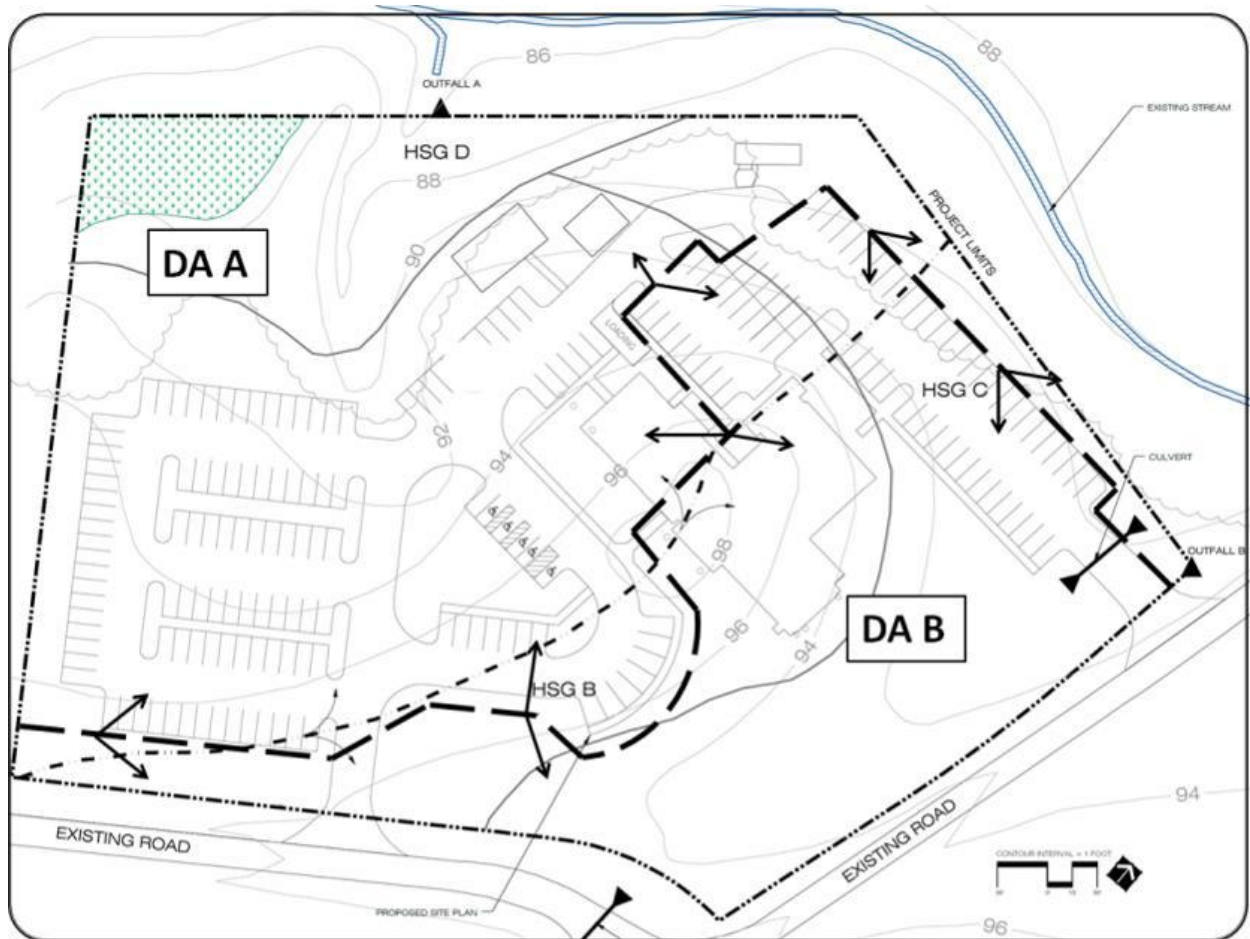 88
86
OUTFALL A
EXISTING STREAM
HSG D
88
PROJECT LIMITS
90
DA A
LOADING
HSG C
92
94
96
CULVERT
98
OUTFALL B
96
94
DA B
HSG B
94
EXISTING ROAD
EXISTING ROAD
CONTOUR INTERVAL = 1 FOOT
PROPOSED SITE PLAN
96